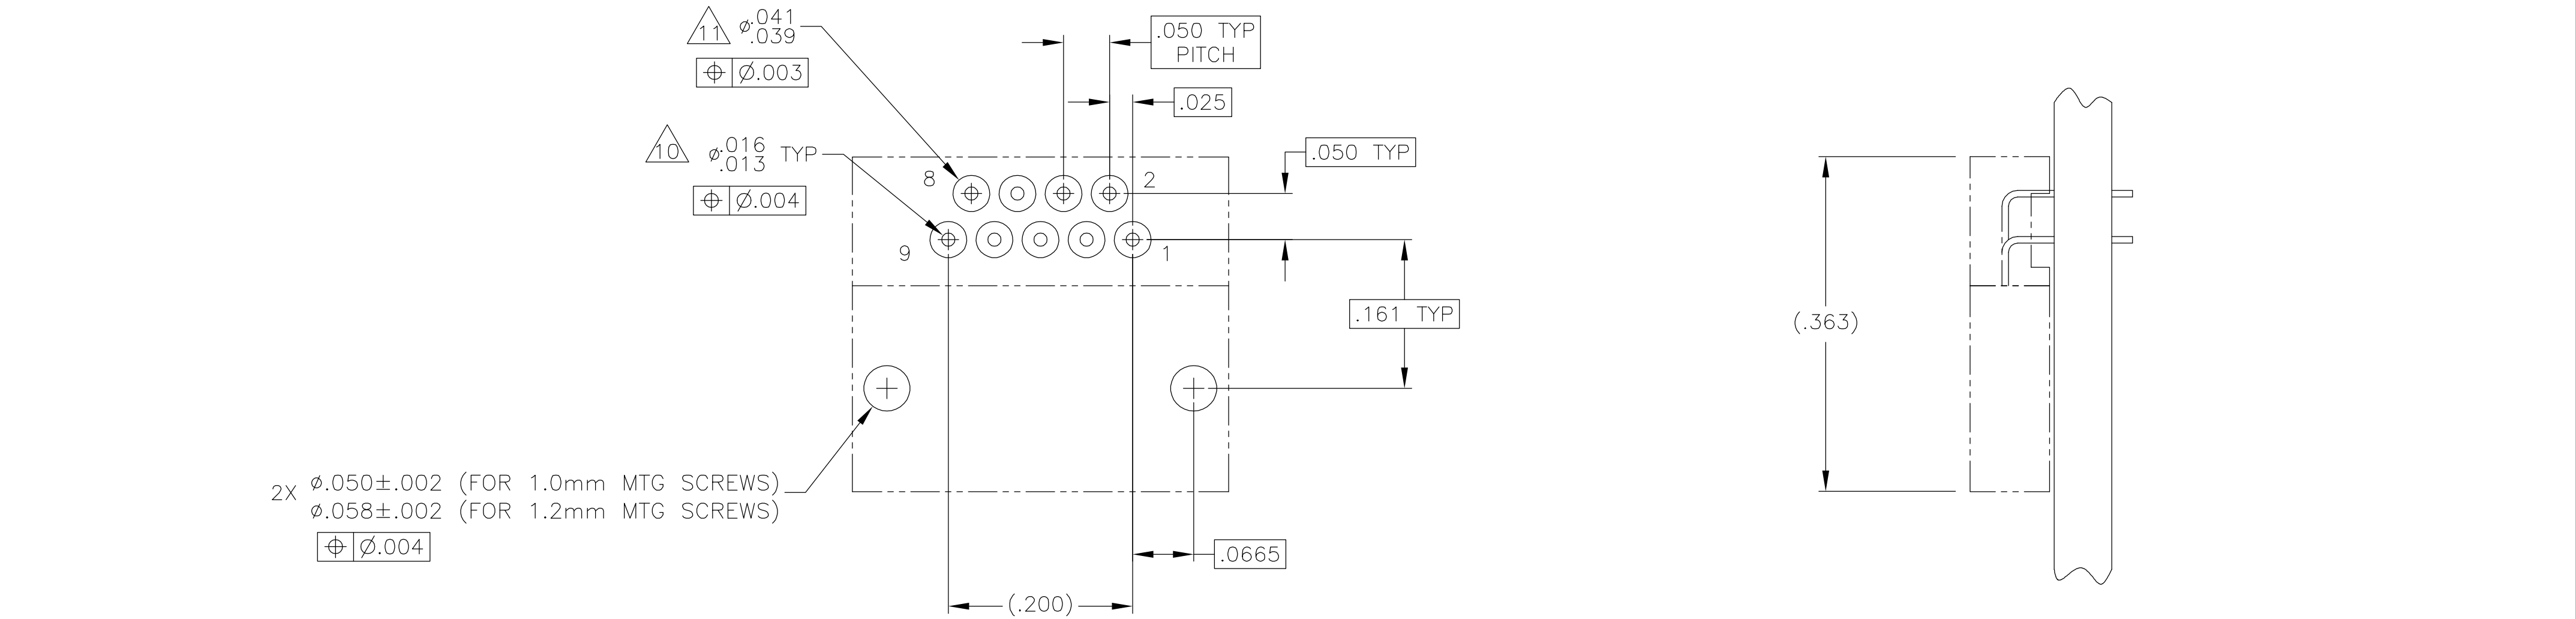 11 ⌀.041
.039
⌖ ⌀.003
.050 TYP
PITCH
.025
10 ⌀.016 TYP
.013
⌖ ⌀.004
.050 TYP
8
2
9
1
.161 TYP
(.363)
2X ⌀.050±.002 (FOR 1.0mm MTG SCREWS)
⌀.058±.002 (FOR 1.2mm MTG SCREWS)
⌖ ⌀.004
.0665
(.200)